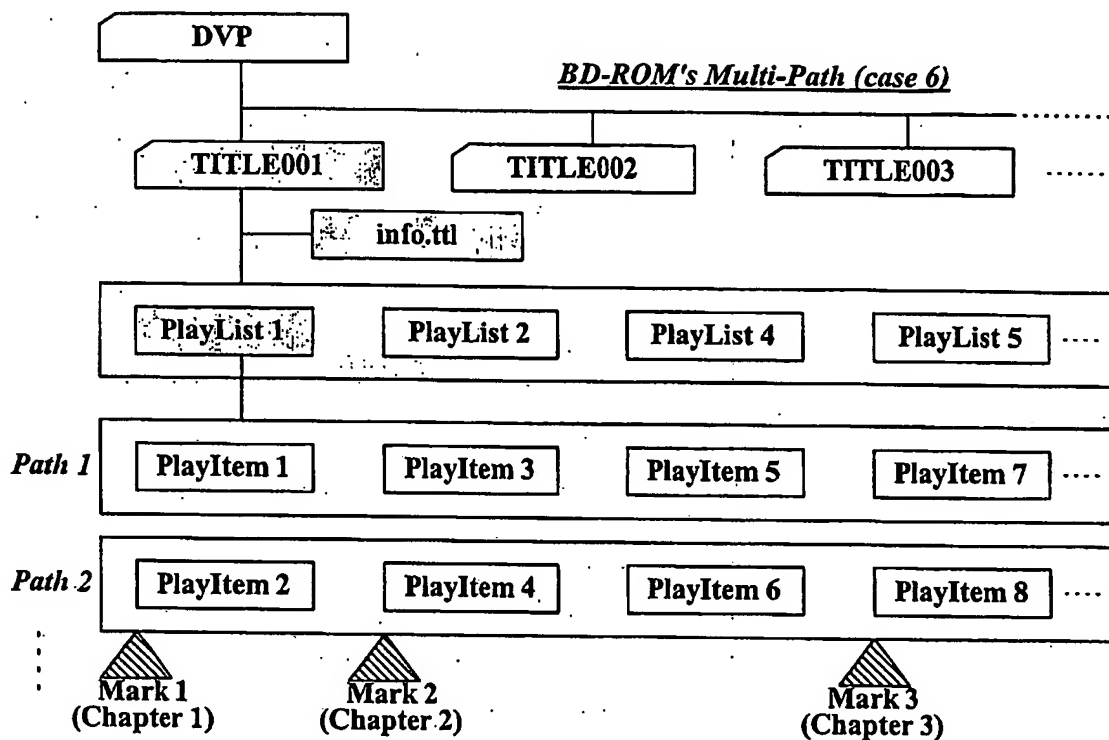 DVP
BD-ROM's Multi-Path (case 6)
TITLE001
TITLE002
TITLE003
info.ttl
PlayList 1
PlayList 2
PlayList 4
PlayList 5
Path 1
PlayItem 1
PlayItem 3
PlayItem 5
PlayItem 7
Path 2
PlayItem 2
PlayItem 4
PlayItem 6
PlayItem 8
Mark 1
(Chapter 1)
Mark 2
(Chapter 2)
Mark 3
(Chapter 3)